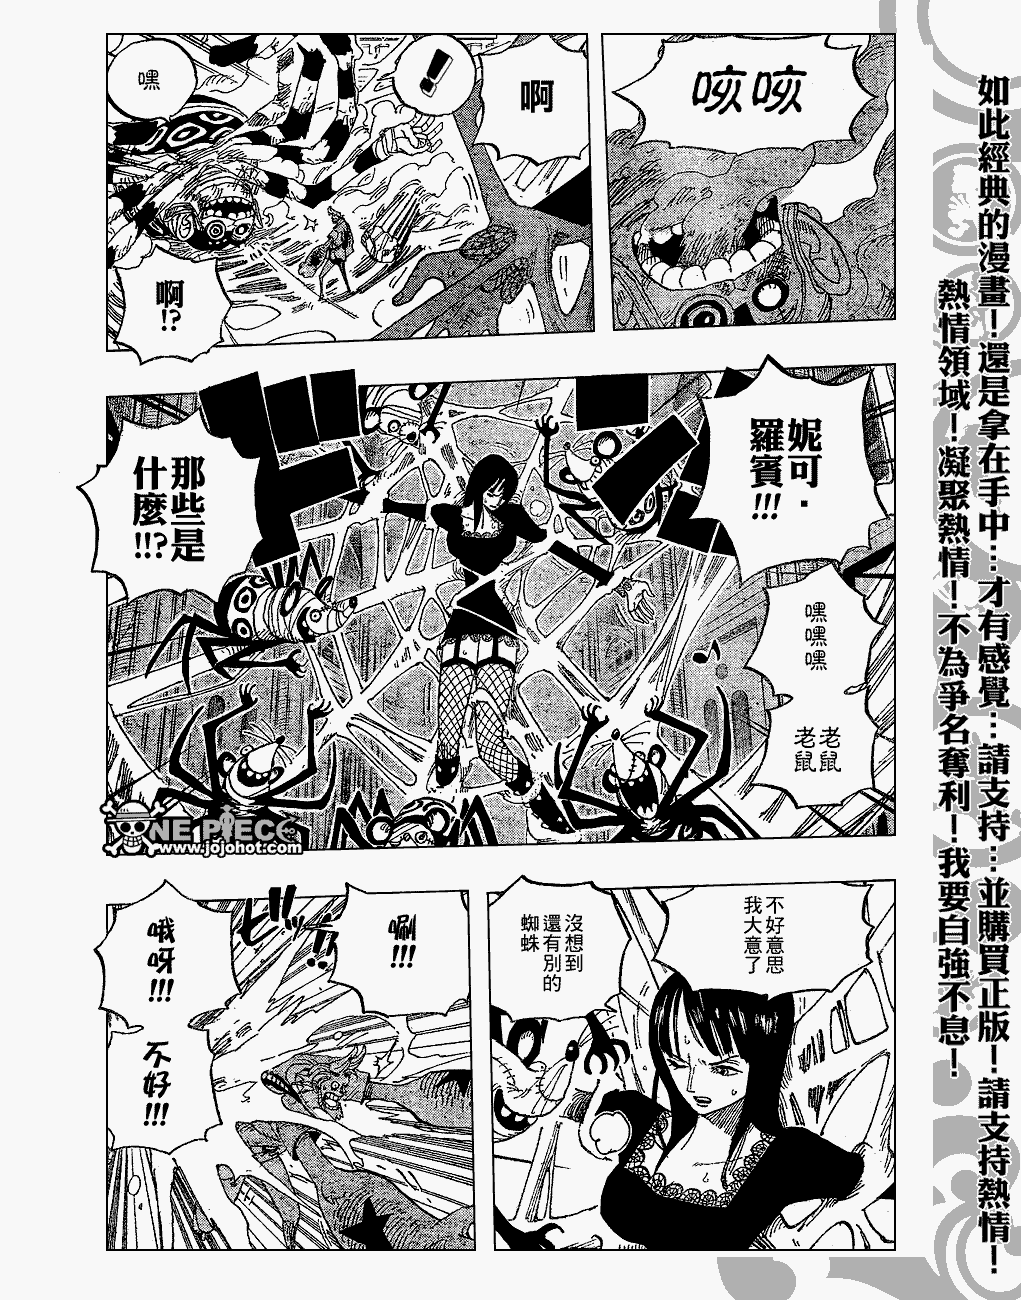 咳咳
啊
！
嘿
啊!?
妮可．
羅賓!!!
那些是
什麼!!?
嘿
嘿
嘿
老鼠
老鼠
不好意思
我大意了
沒想到
還有別的
蜘蛛
唰!!!
ビビッ!!
哦呀!!!
不好!!!
ONE PIECE
www.jojohot.com
如此經典的漫畫！還是拿在手中…才有感覺…請支持…並購買正版！請支持熱情！
熱情領域！凝聚熱情！不為爭名奪利！我要自強不息！